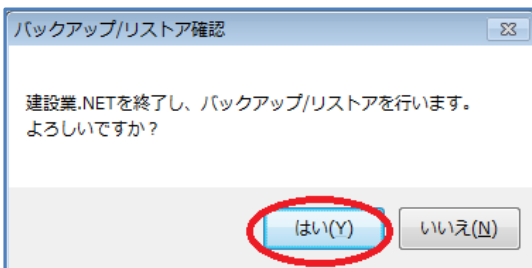 バックアップ/リストア確認
建設業.NETを終了し、バックアップ/リストアを行います。
よろしいですか？
はい(Y)
いいえ(N)